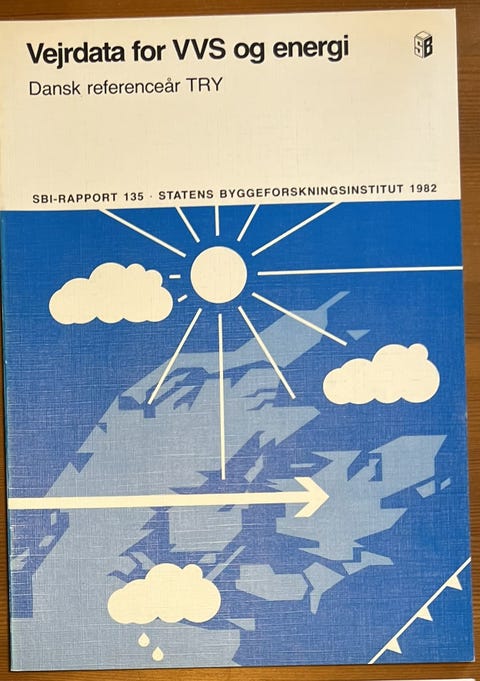 Vejrdata for VVS og energi
Dansk referenceår TRY
SBI-RAPPORT 135 · STATENS BYGGEFORSKNINGSINSTITUT 1982